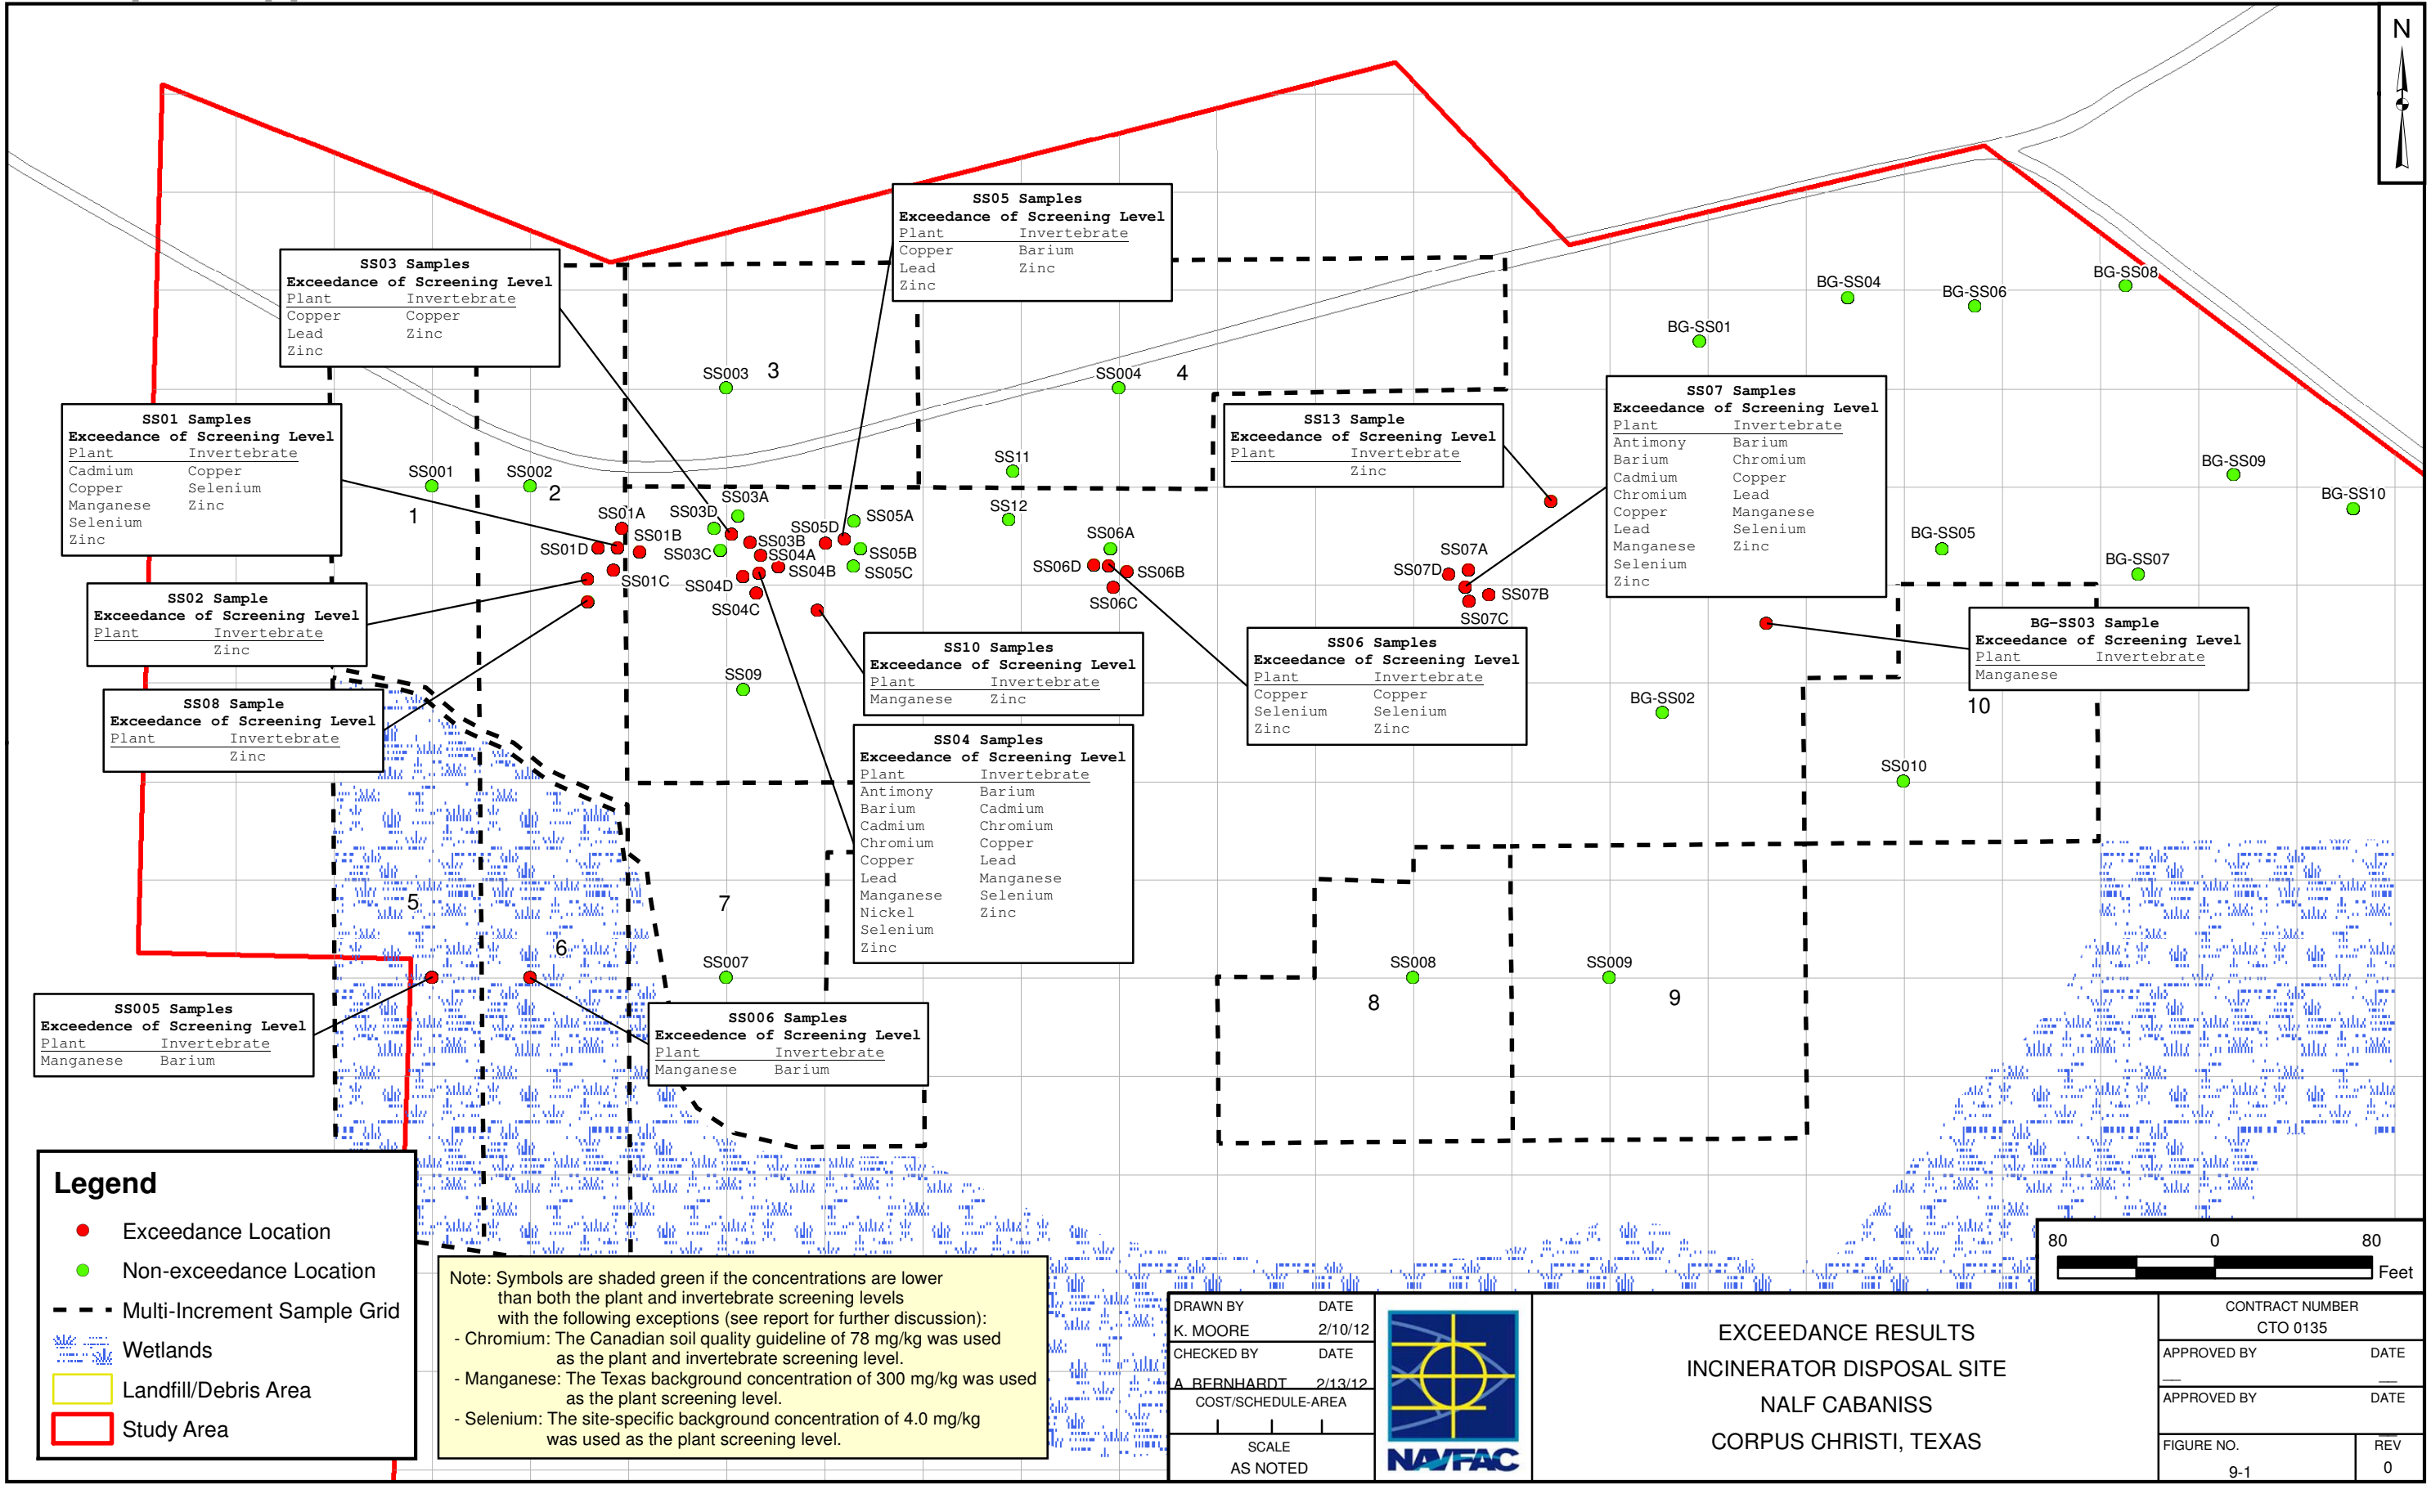 N
SS05 Samples
Exceedance of Screening Level
Plant Invertebrate
Copper Barium
Lead Zinc
Zinc
SS03 Samples
Exceedance of Screening Level
Plant Invertebrate
Copper Copper
Lead Zinc
Zinc
BG-SS04
BG-SS06
BG-SS08
BG-SS01
SS003
3
SS004
4
SS01 Samples
Exceedance of Screening Level
Plant Invertebrate
Cadmium Copper
Copper Selenium
Manganese Zinc
Selenium
Zinc
SS13 Sample
Exceedance of Screening Level
Plant Invertebrate
Zinc
SS07 Samples
Exceedance of Screening Level
Plant Invertebrate
Antimony Barium
Barium Chromium
Cadmium Copper
Chromium Lead
Copper Manganese
Lead Selenium
Manganese Zinc
Selenium
Zinc
SS001
SS002
1
2
SS11
SS12
BG-SS09
BG-SS10
BG-SS05
BG-SS07
SS01A
SS01B
SS01D
SS01C
SS03D
SS03A
SS03C
SS03B
SS04A
SS04B
SS04D
SS04C
SS05D
SS05A
SS05B
SS05C
SS06A
SS06D
SS06B
SS06C
SS07A
SS07D
SS07B
SS07C
SS02 Sample
Exceedance of Screening Level
Plant Invertebrate
Zinc
SS08 Sample
Exceedance of Screening Level
Plant Invertebrate
Zinc
SS09
SS10 Samples
Exceedance of Screening Level
Plant Invertebrate
Manganese Zinc
SS06 Samples
Exceedance of Screening Level
Plant Invertebrate
Copper Copper
Selenium Selenium
Zinc Zinc
BG-SS03 Sample
Exceedance of Screening Level
Plant Invertebrate
Manganese
BG-SS02
10
SS010
SS04 Samples
Exceedance of Screening Level
Plant Invertebrate
Antimony Barium
Barium Cadmium
Cadmium Chromium
Chromium Copper
Copper Lead
Lead Manganese
Manganese Selenium
Nickel Zinc
Selenium
Zinc
5
6
7
SS007
SS008
8
SS009
9
SS005 Samples
Exceedence of Screening Level
Plant Invertebrate
Manganese Barium
SS006 Samples
Exceedence of Screening Level
Plant Invertebrate
Manganese Barium
Legend
Exceedance Location
Non-exceedance Location
Multi-Increment Sample Grid
Wetlands
Landfill/Debris Area
Study Area
Note: Symbols are shaded green if the concentrations are lower
than both the plant and invertebrate screening levels
with the following exceptions (see report for further discussion):
- Chromium: The Canadian soil quality guideline of 78 mg/kg was used
as the plant and invertebrate screening level.
- Manganese: The Texas background concentration of 300 mg/kg was used
as the plant screening level.
- Selenium: The site-specific background concentration of 4.0 mg/kg
was used as the plant screening level.
80 0 80
Feet
DRAWN BY DATE
K. MOORE 2/10/12
CHECKED BY DATE
A. BERNHARDT 2/13/12
COST/SCHEDULE-AREA
SCALE
AS NOTED
NAVFAC
EXCEEDANCE RESULTS
INCINERATOR DISPOSAL SITE
NALF CABANISS
CORPUS CHRISTI, TEXAS
CONTRACT NUMBER
CTO 0135
APPROVED BY DATE
__ __
APPROVED BY DATE
FIGURE NO. REV
9-1 0